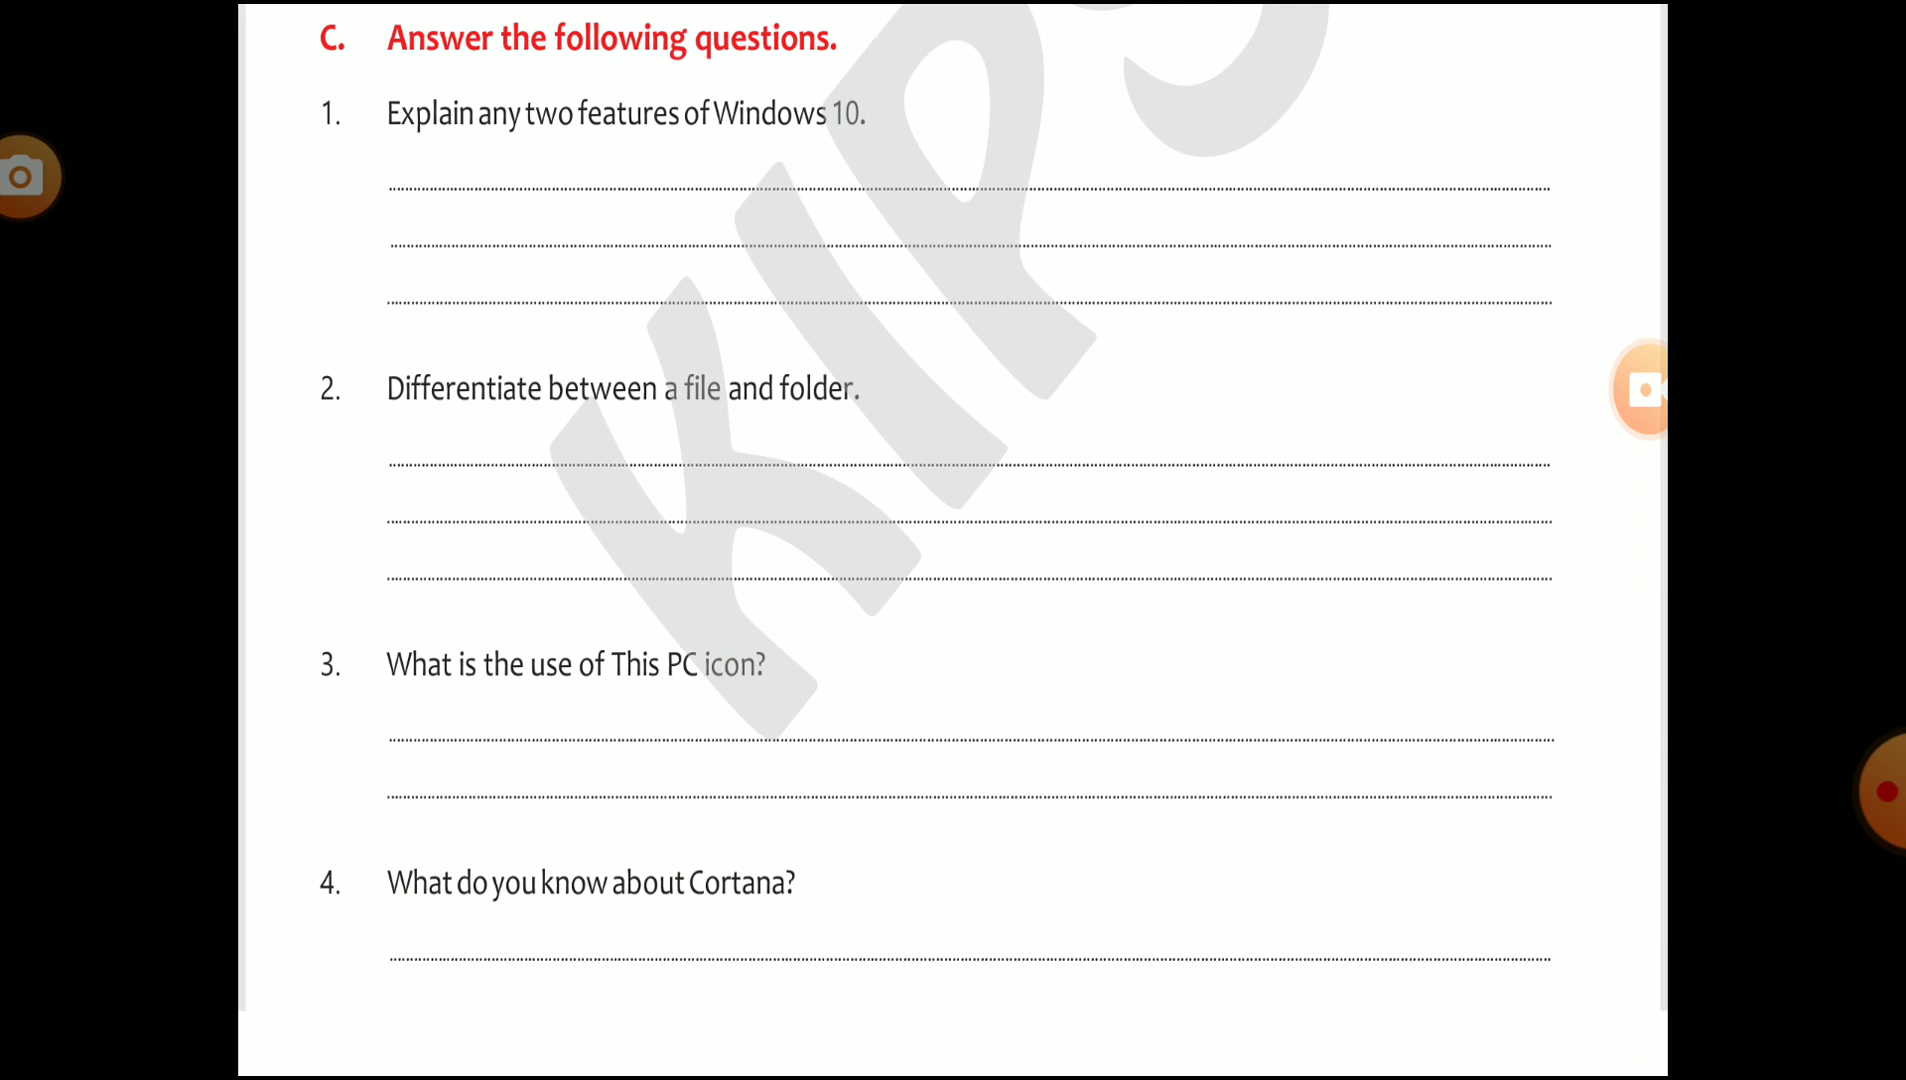 C. Answer the following questions.
1. Explain any two features of Windows 10.
2. Differentiate between a file and folder.
3. What is the use of This PC icon?
4. What do you know about Cortana?
KIPS